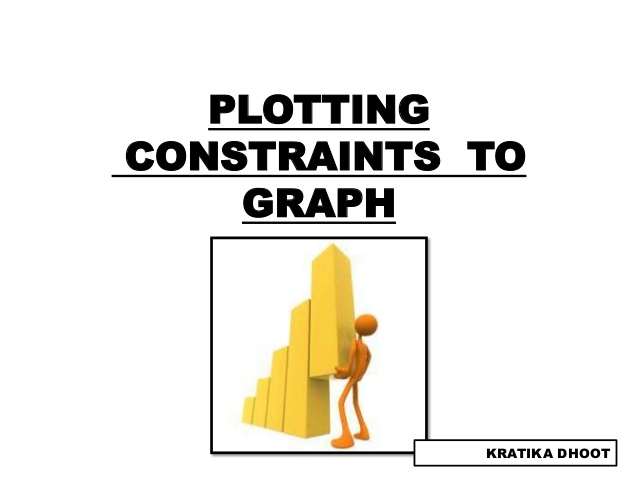 PLOTTING
CONSTRAINTS TO
GRAPH
KRATIKA DHOOT